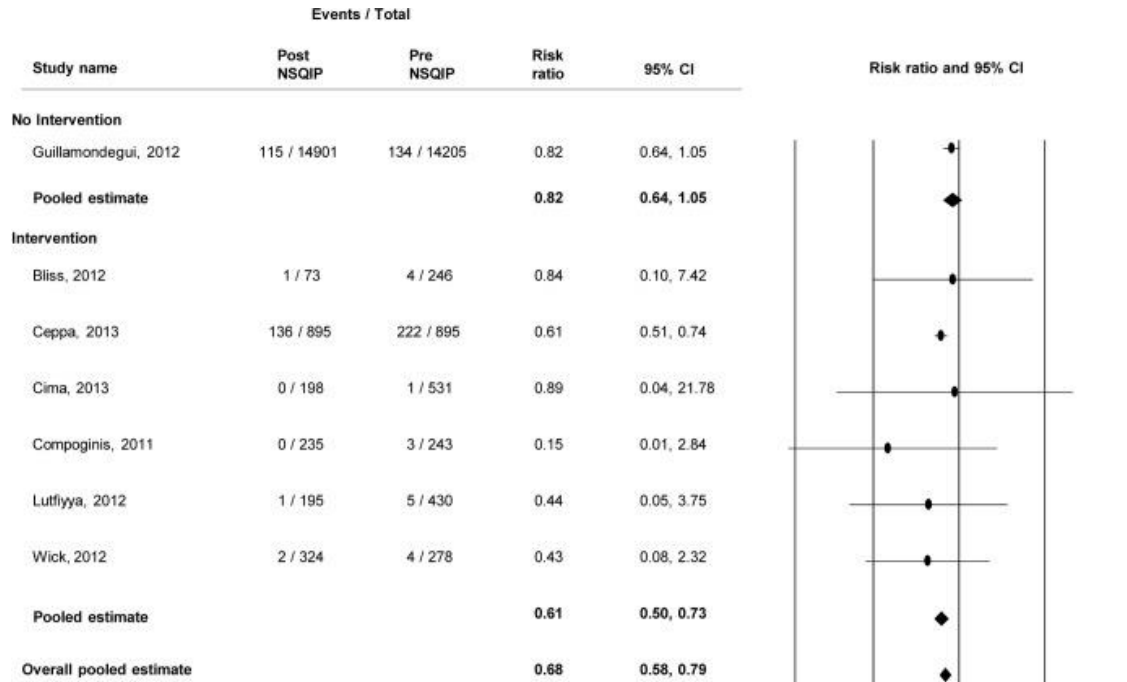 Events / Total
Study name Post NSQIP Pre NSQIP Risk ratio 95% CI Risk ratio and 95% CI
No Intervention
Guillamondegui, 2012 115 / 14901 134 / 14205 0.82 0.64, 1.05
Pooled estimate 0.82 0.64, 1.05
Intervention
Bliss, 2012 1 / 73 4 / 246 0.84 0.10, 7.42
Ceppa, 2013 136 / 895 222 / 895 0.61 0.51, 0.74
Cima, 2013 0 / 198 1 / 531 0.89 0.04, 21.78
Compoginis, 2011 0 / 235 3 / 243 0.15 0.01, 2.84
Lutfiyya, 2012 1 / 195 5 / 430 0.44 0.05, 3.75
Wick, 2012 2 / 324 4 / 278 0.43 0.08, 2.32
Pooled estimate 0.61 0.50, 0.73
Overall pooled estimate 0.68 0.58, 0.79